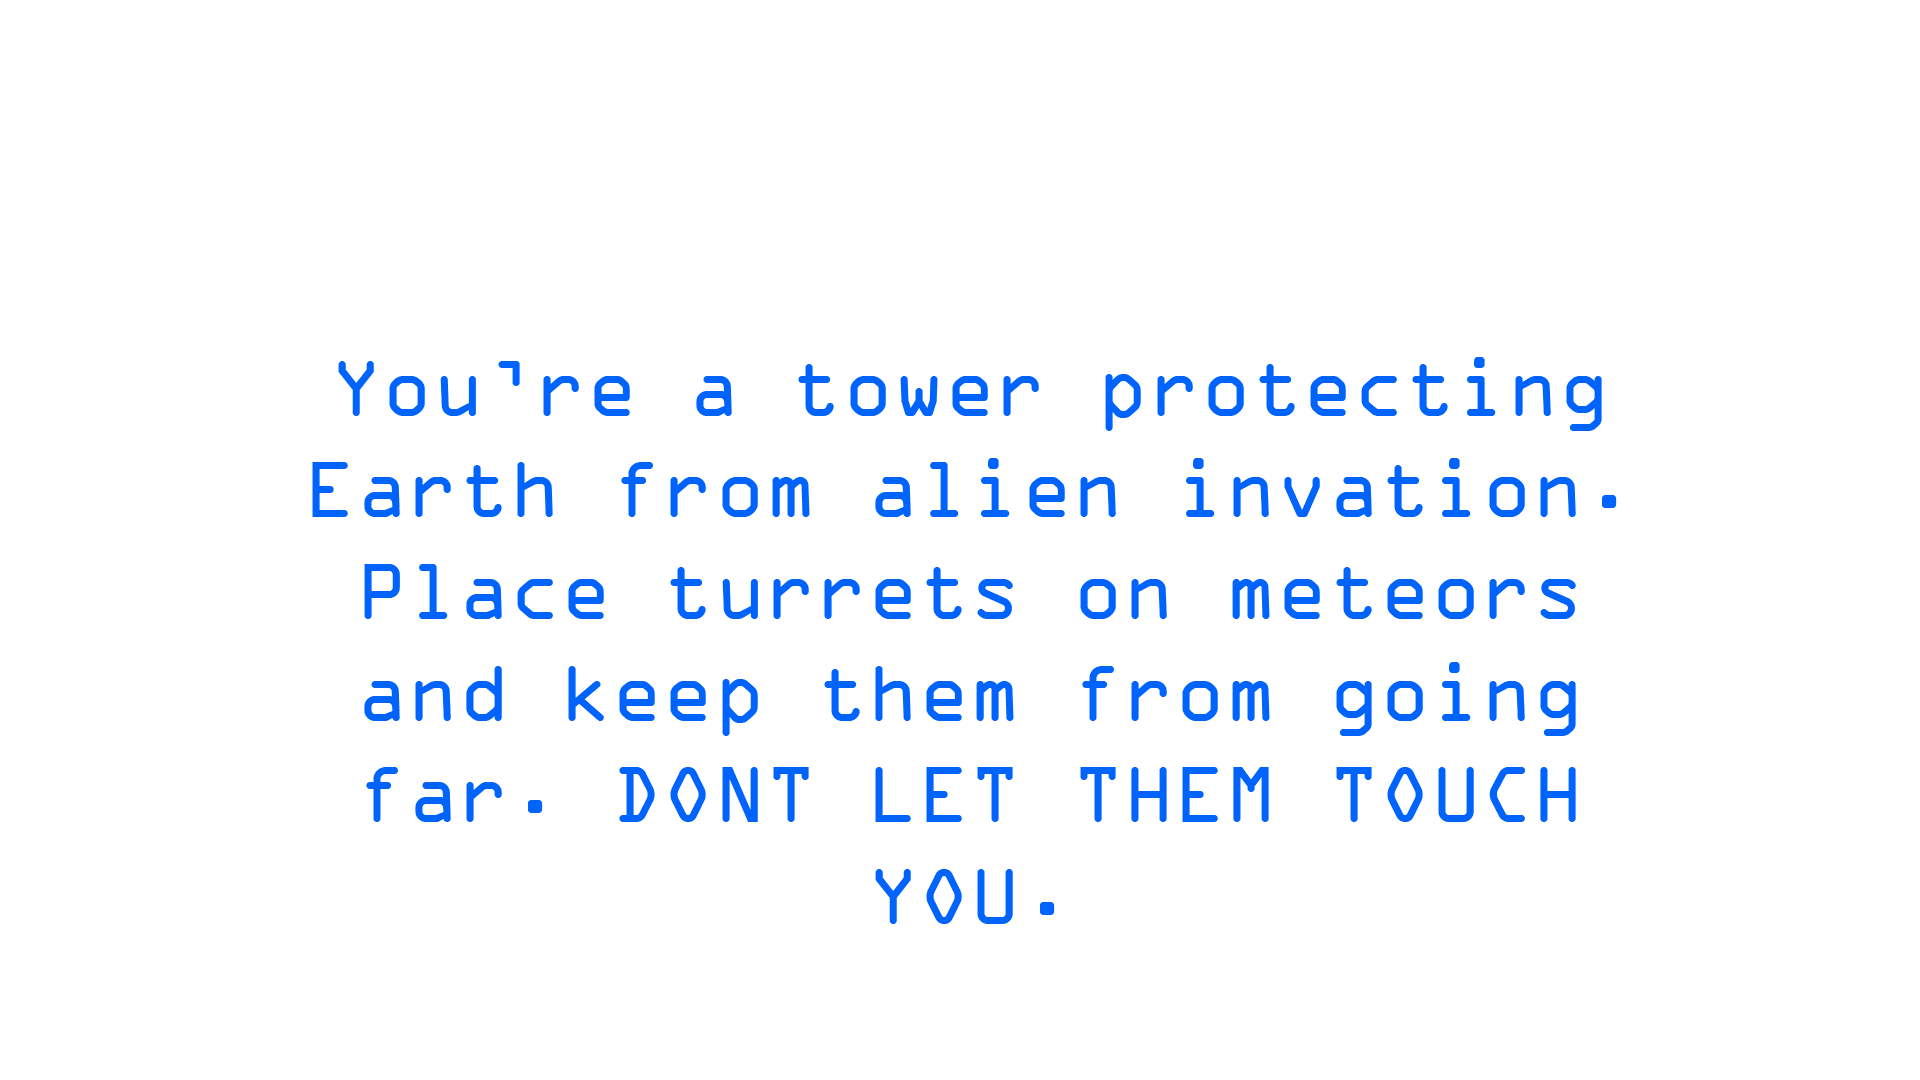 You're a tower protecting
Earth from alien invation.
Place turrets on meteors
and keep them from going
far. DONT LET THEM TOUCH
YOU.